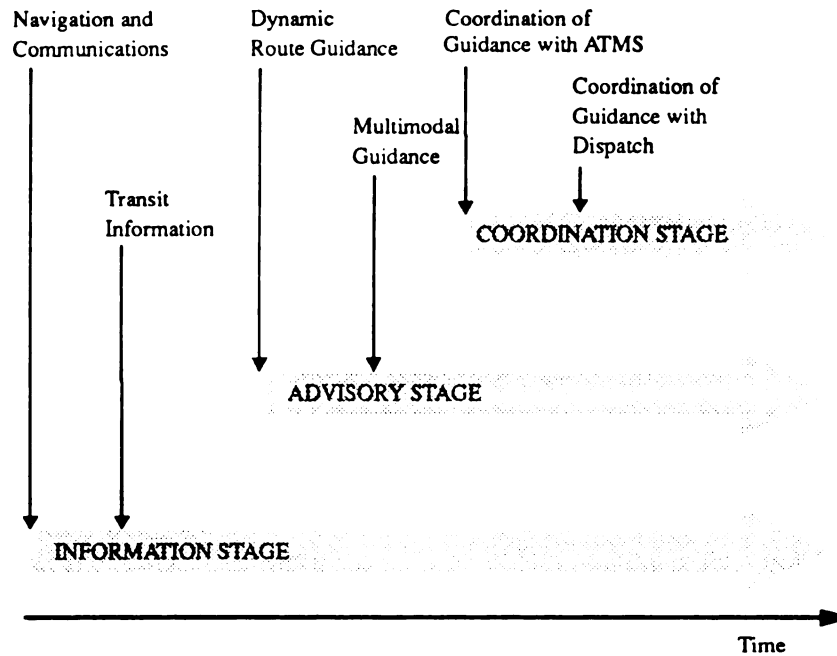 Navigation and
Communications
Dynamic
Route Guidance
Coordination of
Guidance with ATMS
Coordination of
Guidance with
Dispatch
Multimodal
Guidance
Transit
Information
COORDINATION STAGE
ADVISORY STAGE
INFORMATION STAGE
Time